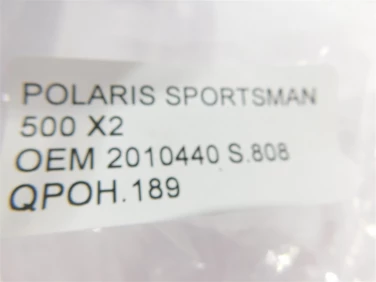 POLARIS SPORTSMAN
500 X2
OEM 2010440 S.808
QPOH.189